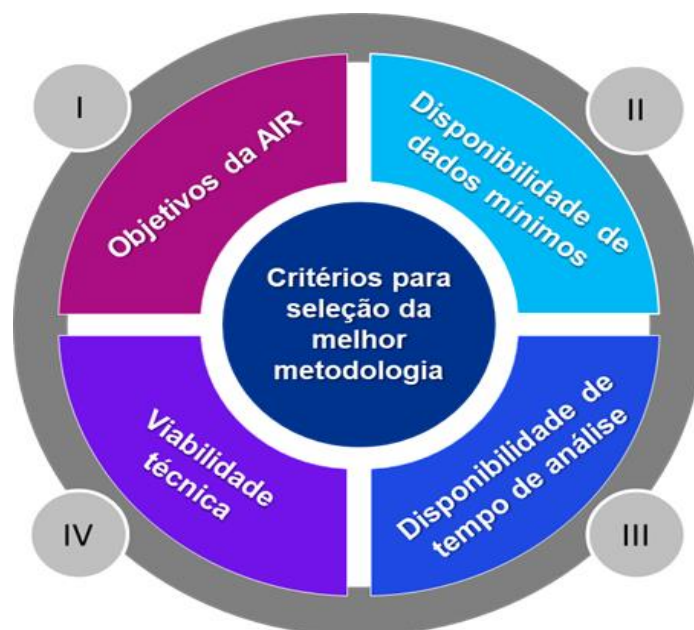 I
Objetivos da AIR
II
Disponibilidade de
dados mínimos
Critérios para
seleção da
melhor
metodologia
IV
Viabilidade
técnica
III
Disponibilidade de
tempo de análise